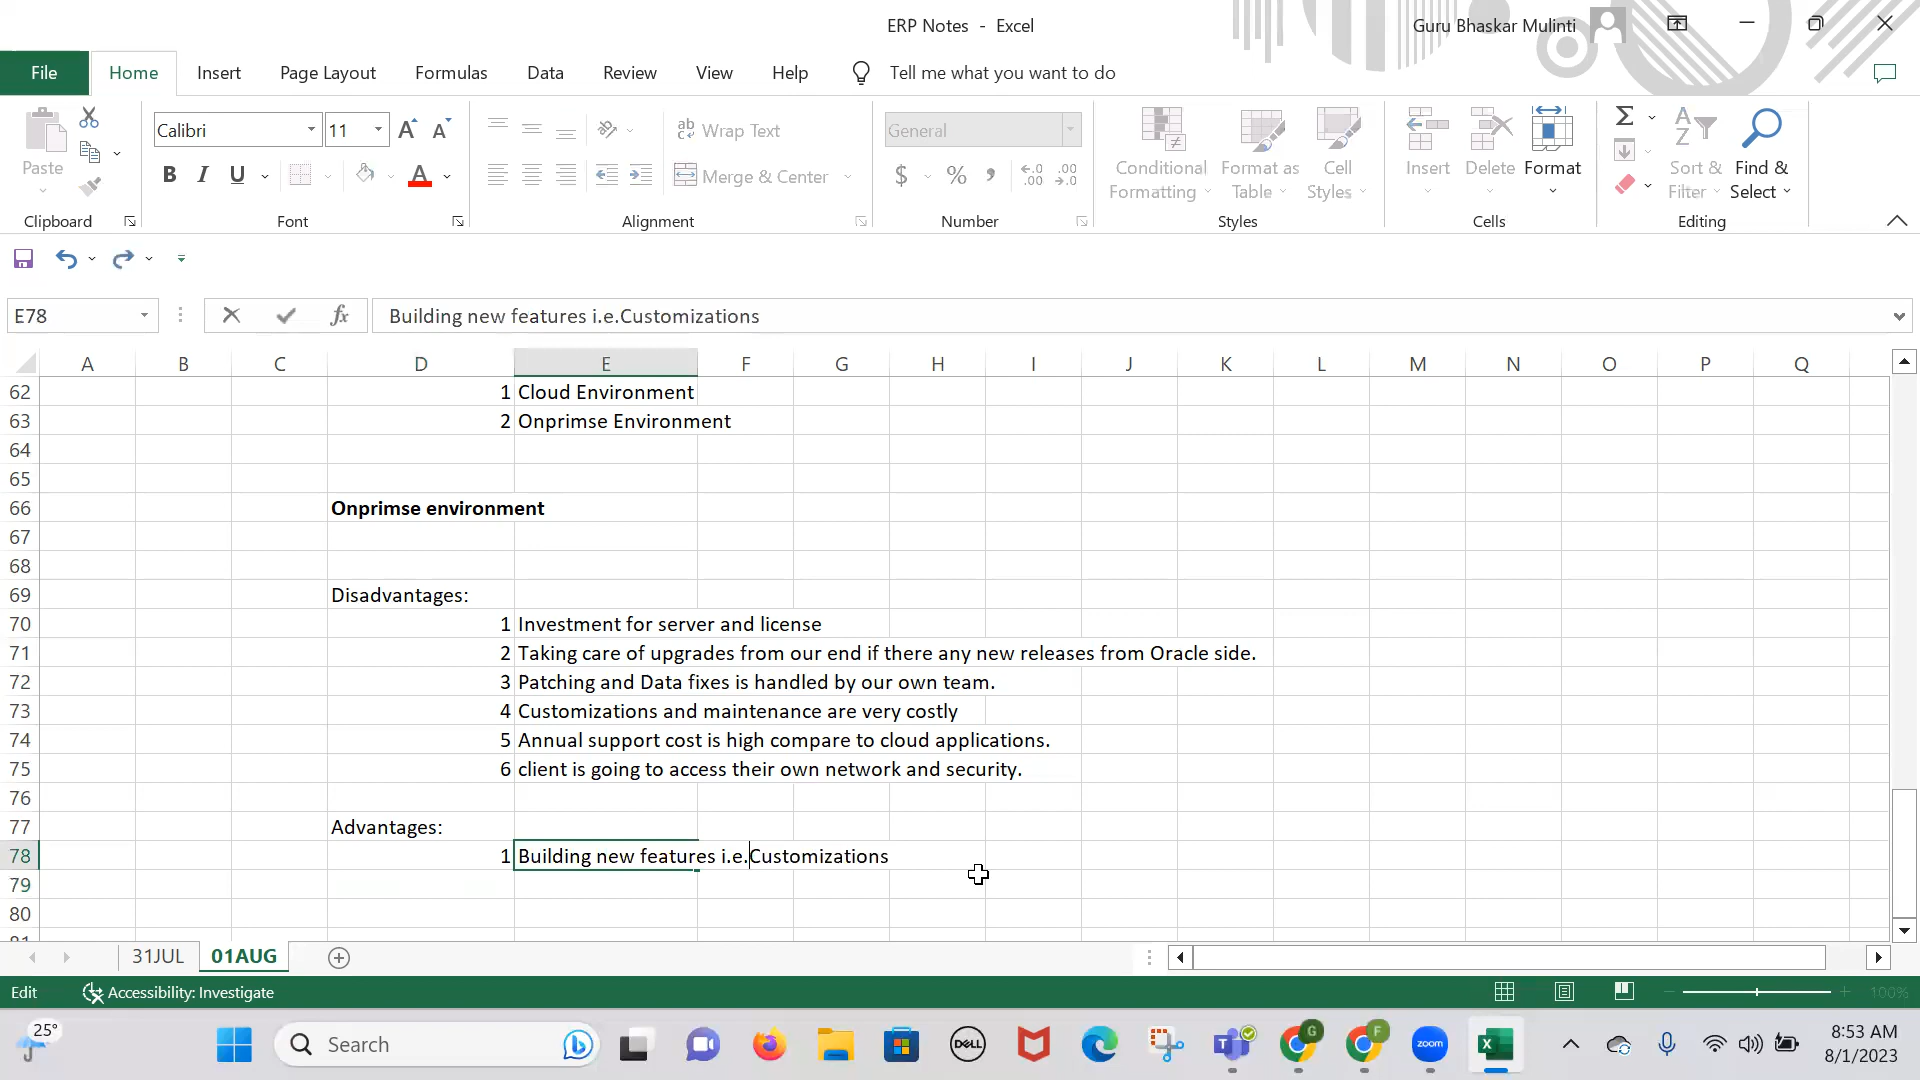 ERP Notes - Excel
Guru Bhaskar Mulinti
File Home Insert Page Layout Formulas Data Review View Help Tell me what you want to do
Calibri 11
General
Paste
B I U A
ab Wrap Text
Merge & Center
$ % ,
Conditional Formatting
Format as Table
Cell Styles
Insert Delete Format
Sort & Filter
Find & Select
Clipboard Font Alignment Number Styles Cells Editing
E78 fx Building new features i.e.Customizations
A B C D E F G H I J K L M N O P Q
62 1 Cloud Environment
63 2 Onprimse Environment
64
65
66 Onprimse environment
67
68
69 Disadvantages:
70 1 Investment for server and license
71 2 Taking care of upgrades from our end if there any new releases from Oracle side.
72 3 Patching and Data fixes is handled by our own team.
73 4 Customizations and maintenance are very costly
74 5 Annual support cost is high compare to cloud applications.
75 6 client is going to access their own network and security.
76
77 Advantages:
78 1 Building new features i.e.Customizations
79
80
31JUL 01AUG
Edit Accessibility: Investigate 100%
25°
Search
DELL
zoom
8:53 AM
8/1/2023